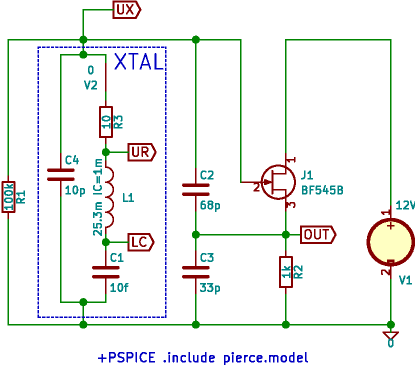 UX
XTAL
0
V2
10
R3
C4
10p
UR
100k
R1
25.3m IC=1m
L1
LC
C1
10f
C2
68p
1
J1
BF545B
2
3
OUT
C3
33p
1k
R2
12V
1
+
2
V1
0
+PSPICE .include pierce.model